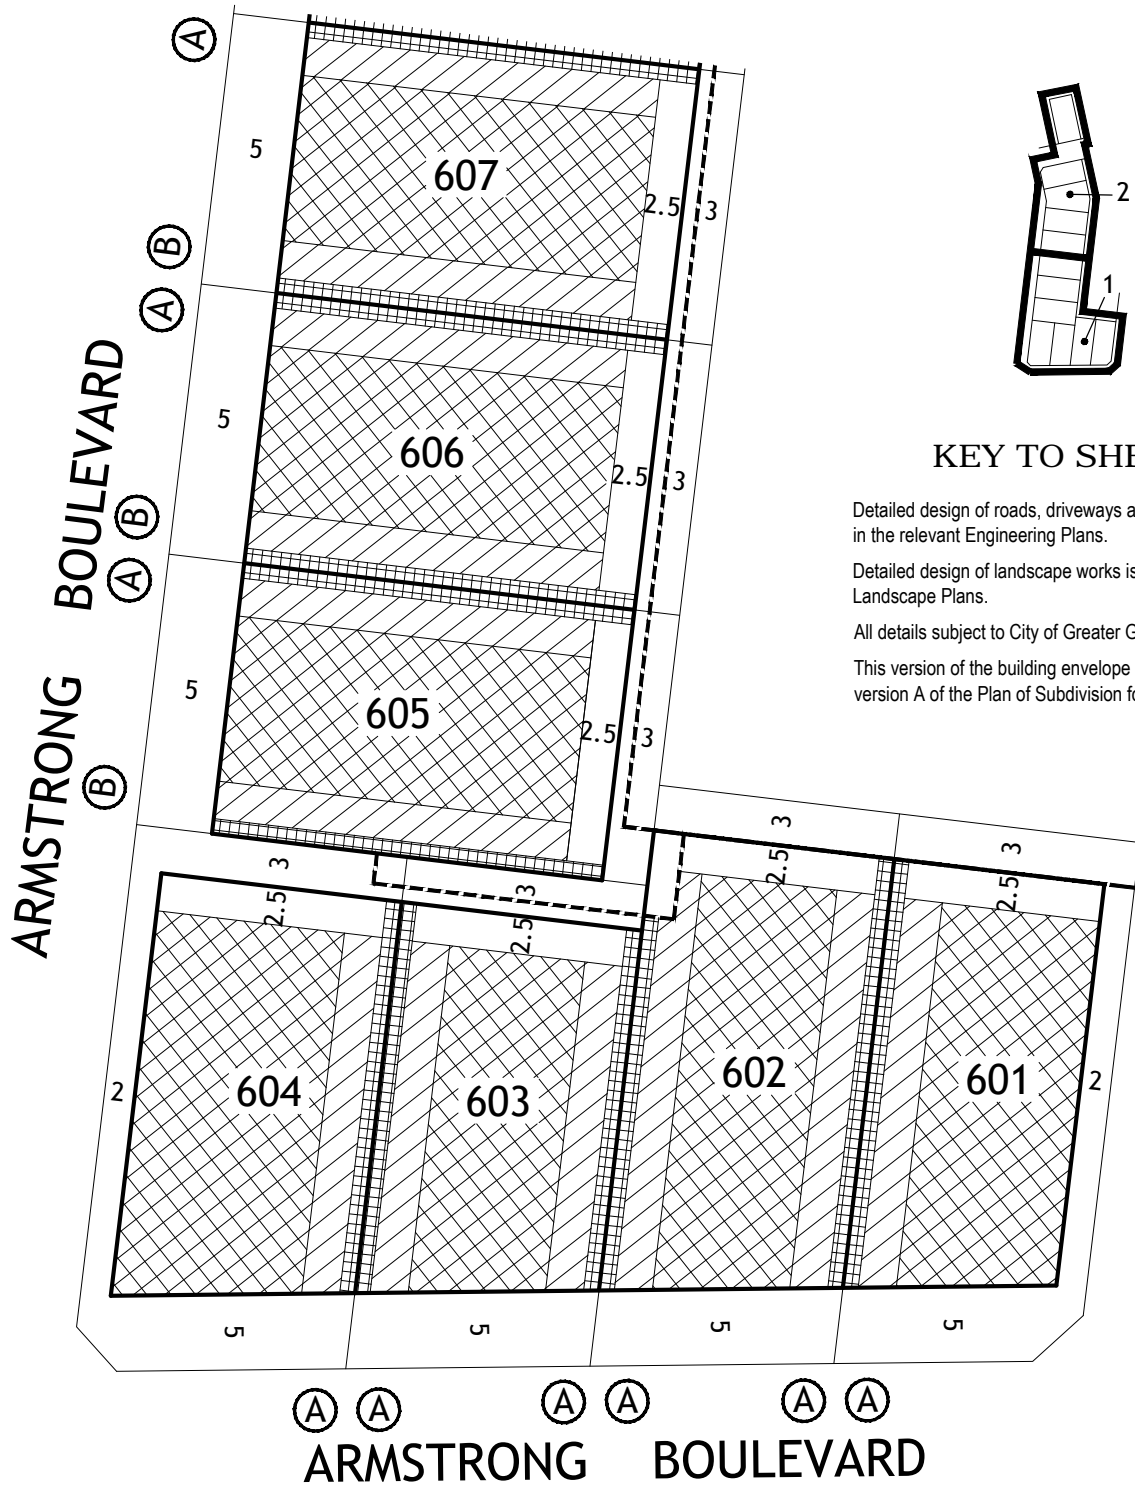 A
5
607
2.5
3
B
A
5
606
2.5
3
B
A
5
605
2.5
3
B
ARMSTRONG BOULEVARD
2
1
KEY TO SHE
Detailed design of roads, driveways a
in the relevant Engineering Plans.
Detailed design of landscape works is
Landscape Plans.
All details subject to City of Greater G
This version of the building envelope
version A of the Plan of Subdivision fo
3
3
3
3
2.5
2.5
2.5
2.5
2
604
603
602
601
2
5
5
5
5
A A A A A A
ARMSTRONG BOULEVARD